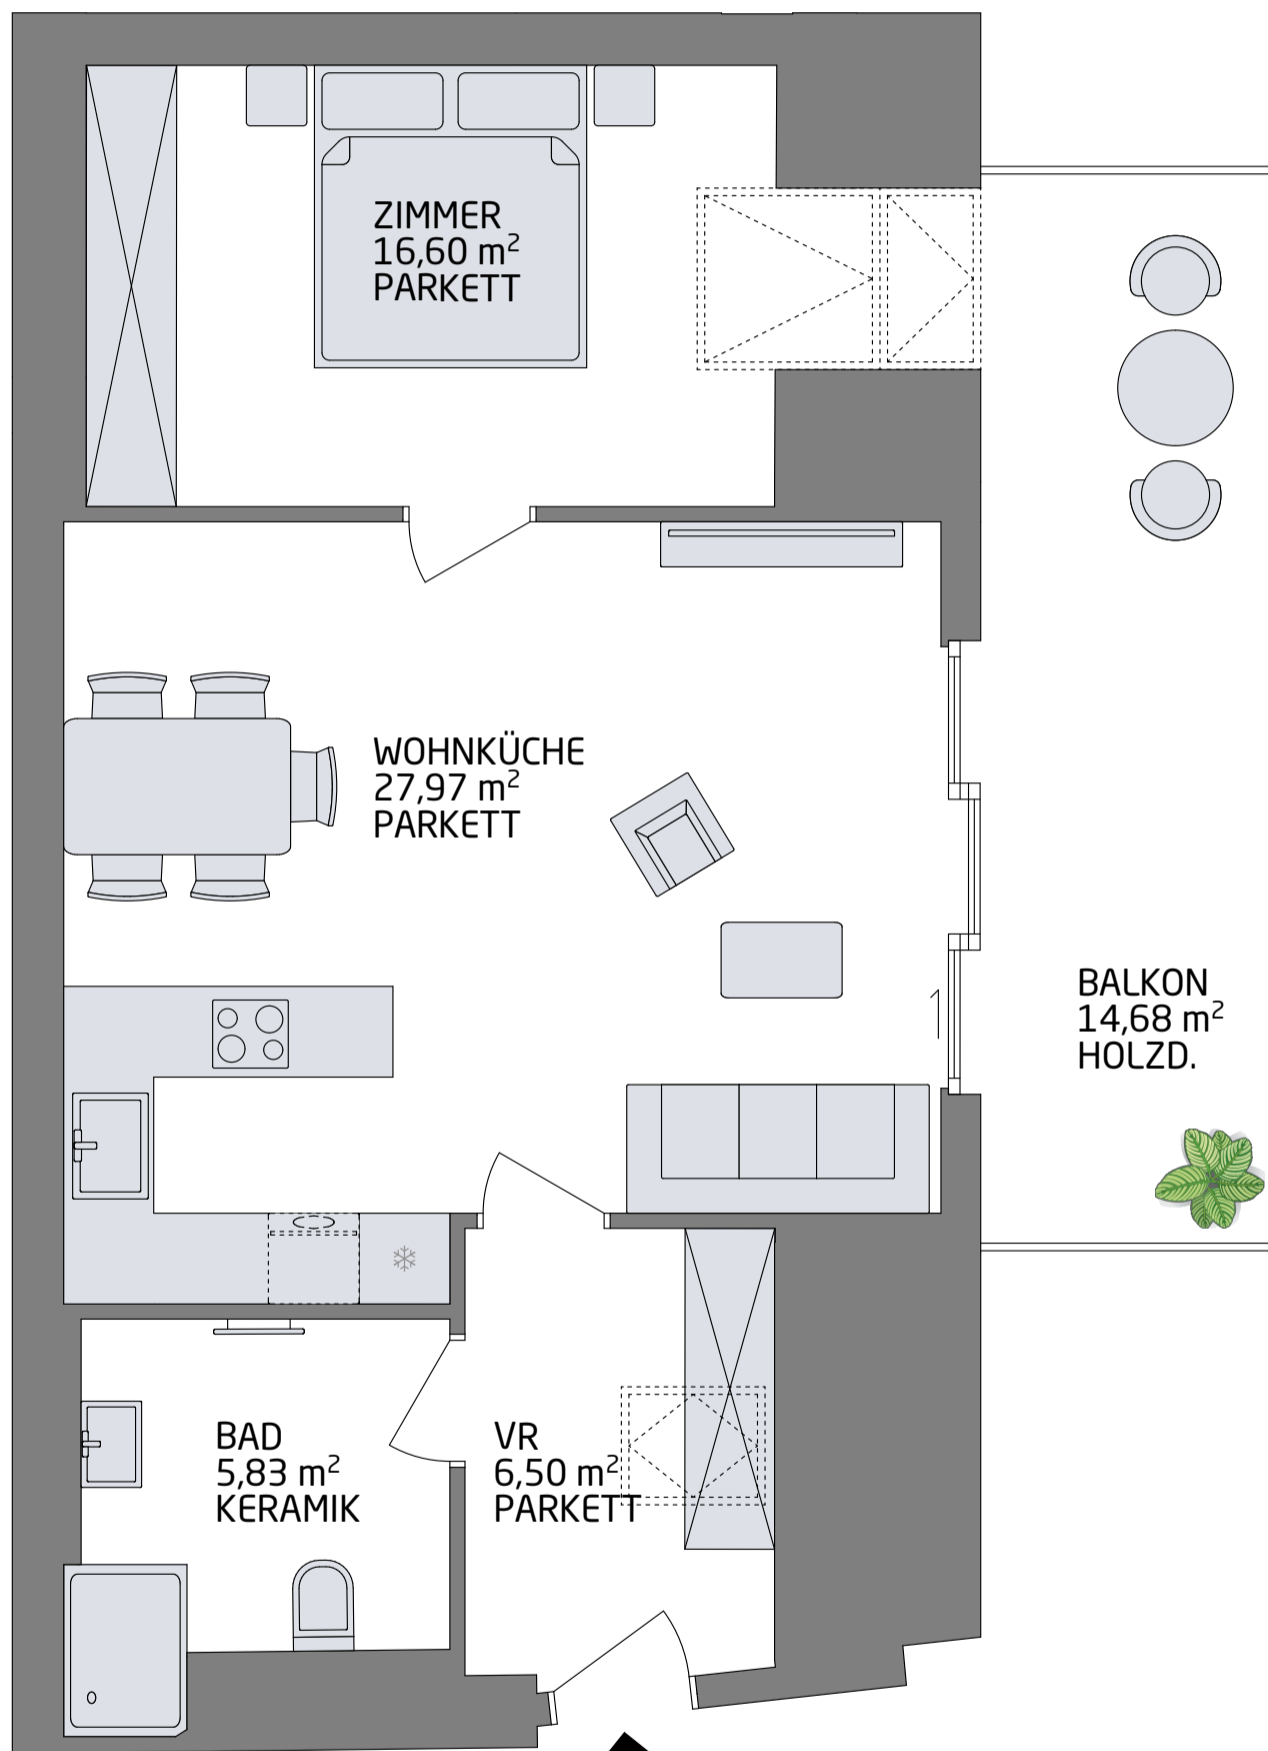 ZIMMER
16,60 m²
PARKETT
WOHNKÜCHE
27,97 m²
PARKETT
BALKON
14,68 m²
HOLZD.
BAD
5,83 m²
KERAMIK
VR
6,50 m²
PARKETT